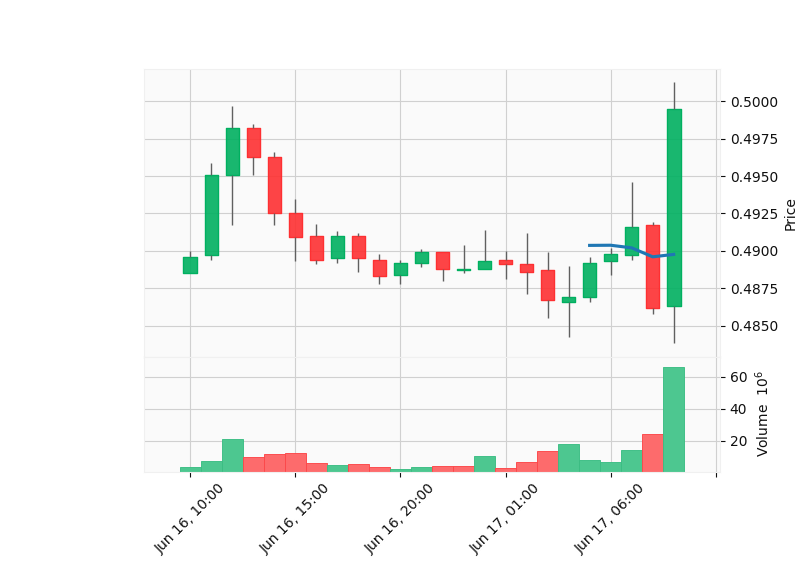 0.5000
0.4975
0.4950
0.4925
0.4900
0.4875
0.4850
Price
60
40
20
Volume 10⁶
Jun 16, 10:00
Jun 16, 15:00
Jun 16, 20:00
Jun 17, 01:00
Jun 17, 06:00